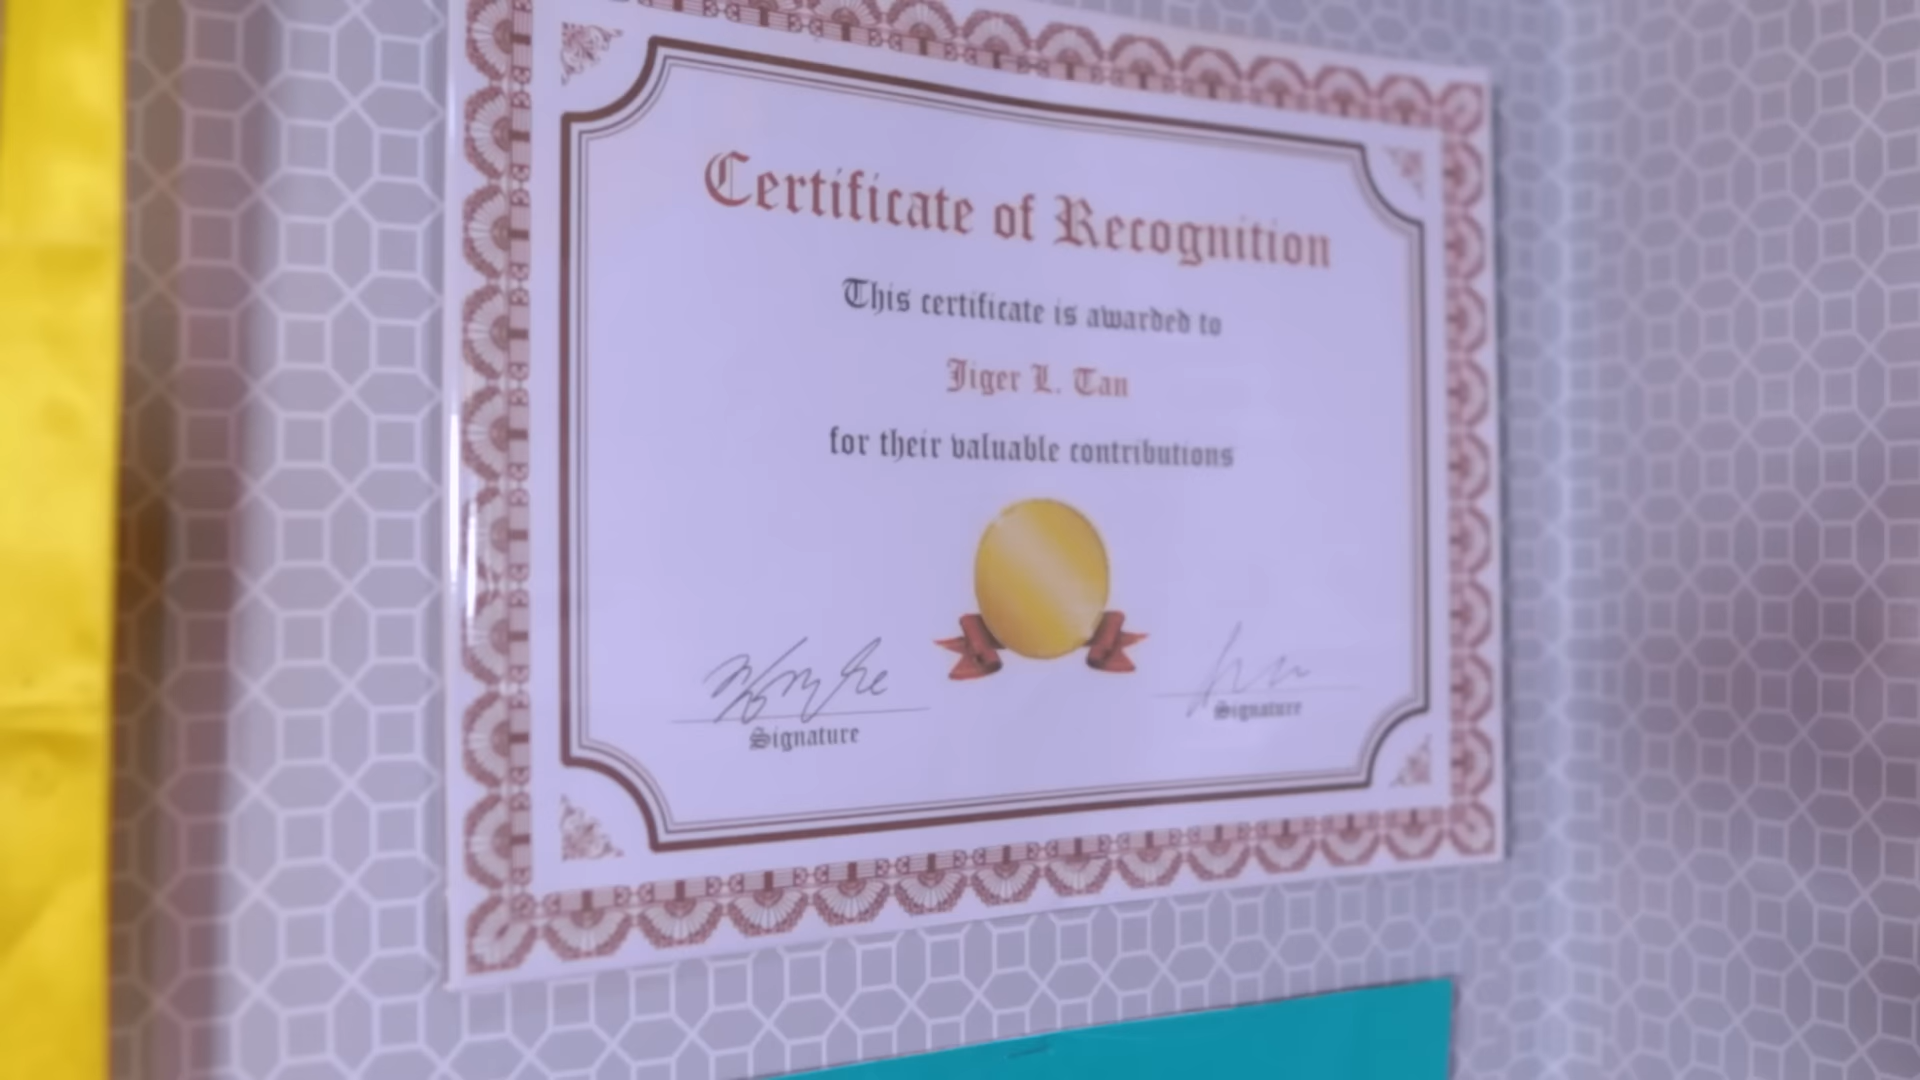 Certificate of Recognition
This certificate is awarded to
Jiger L. Tan
for their valuable contributions
Signature
Signature